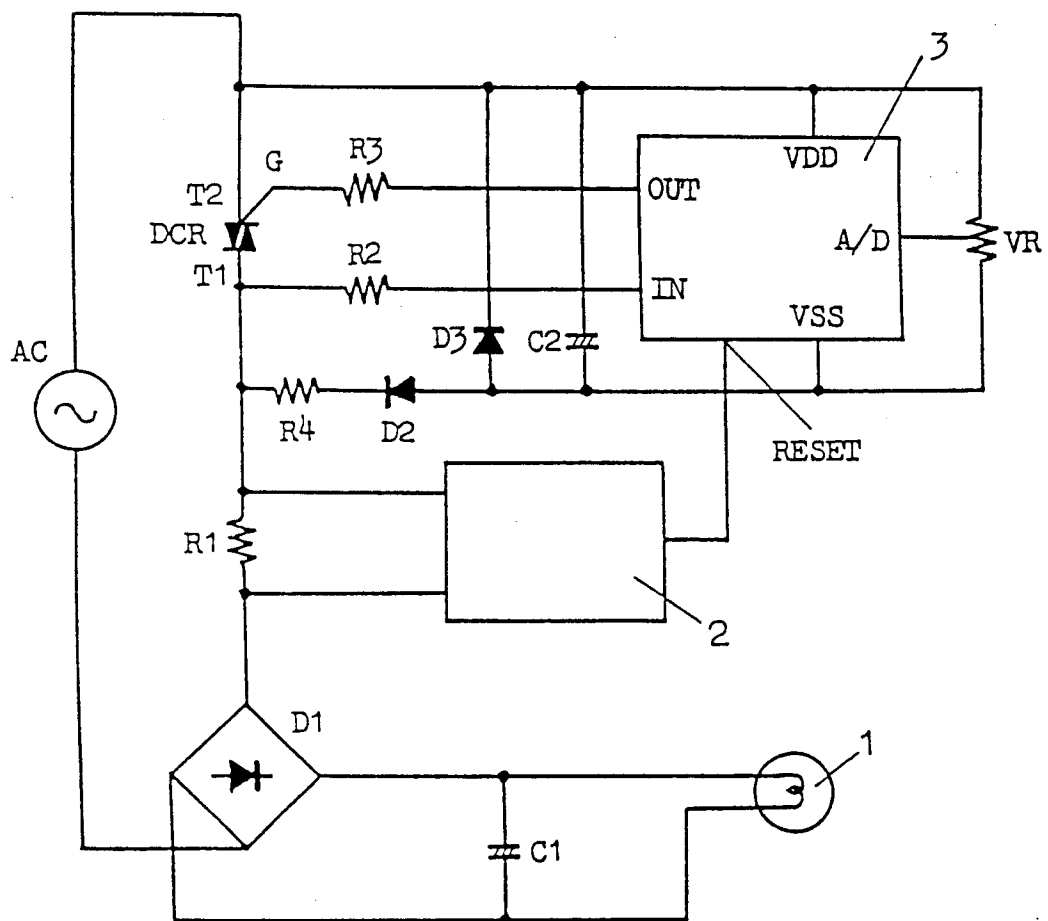 3
VDD
G
R3
OUT
T2
DCR
A/D
VR
R2
T1
IN
VSS
AC
D3
C2
R4
D2
RESET
R1
2
D1
1
C1